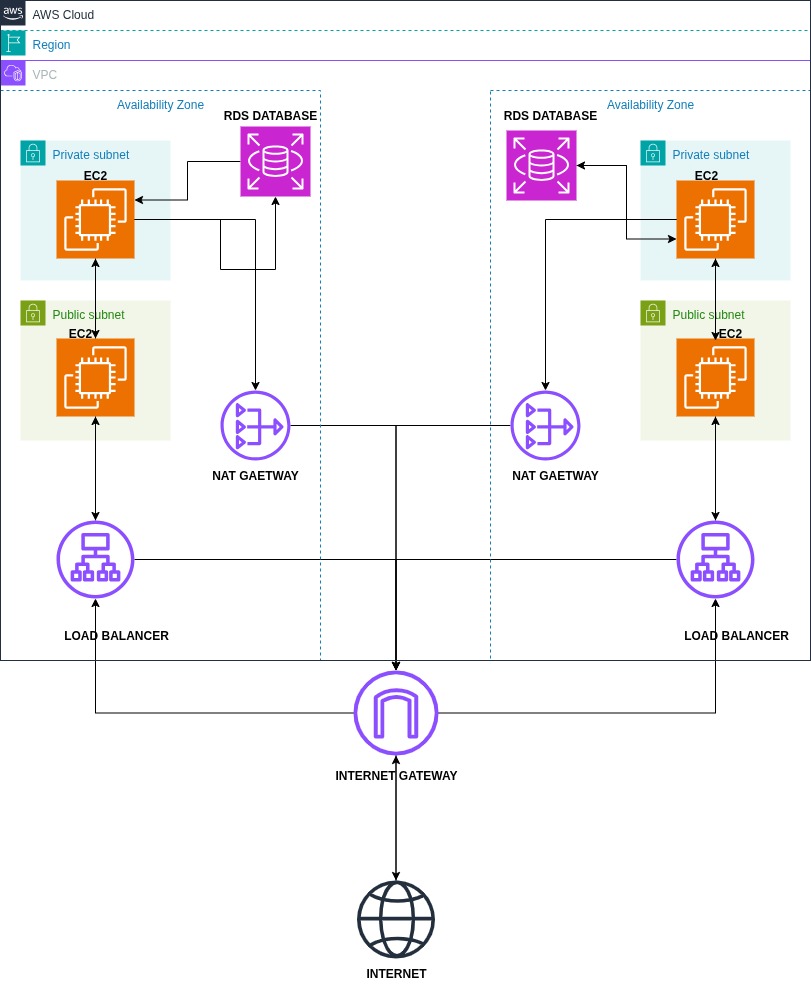 aws
AWS Cloud
Region
VPC
Availability Zone
Availability Zone
RDS DATABASE
RDS DATABASE
Private subnet
Private subnet
EC2
EC2
Public subnet
Public subnet
EC2
EC2
NAT GAETWAY
NAT GAETWAY
LOAD BALANCER
LOAD BALANCER
INTERNET GATEWAY
INTERNET